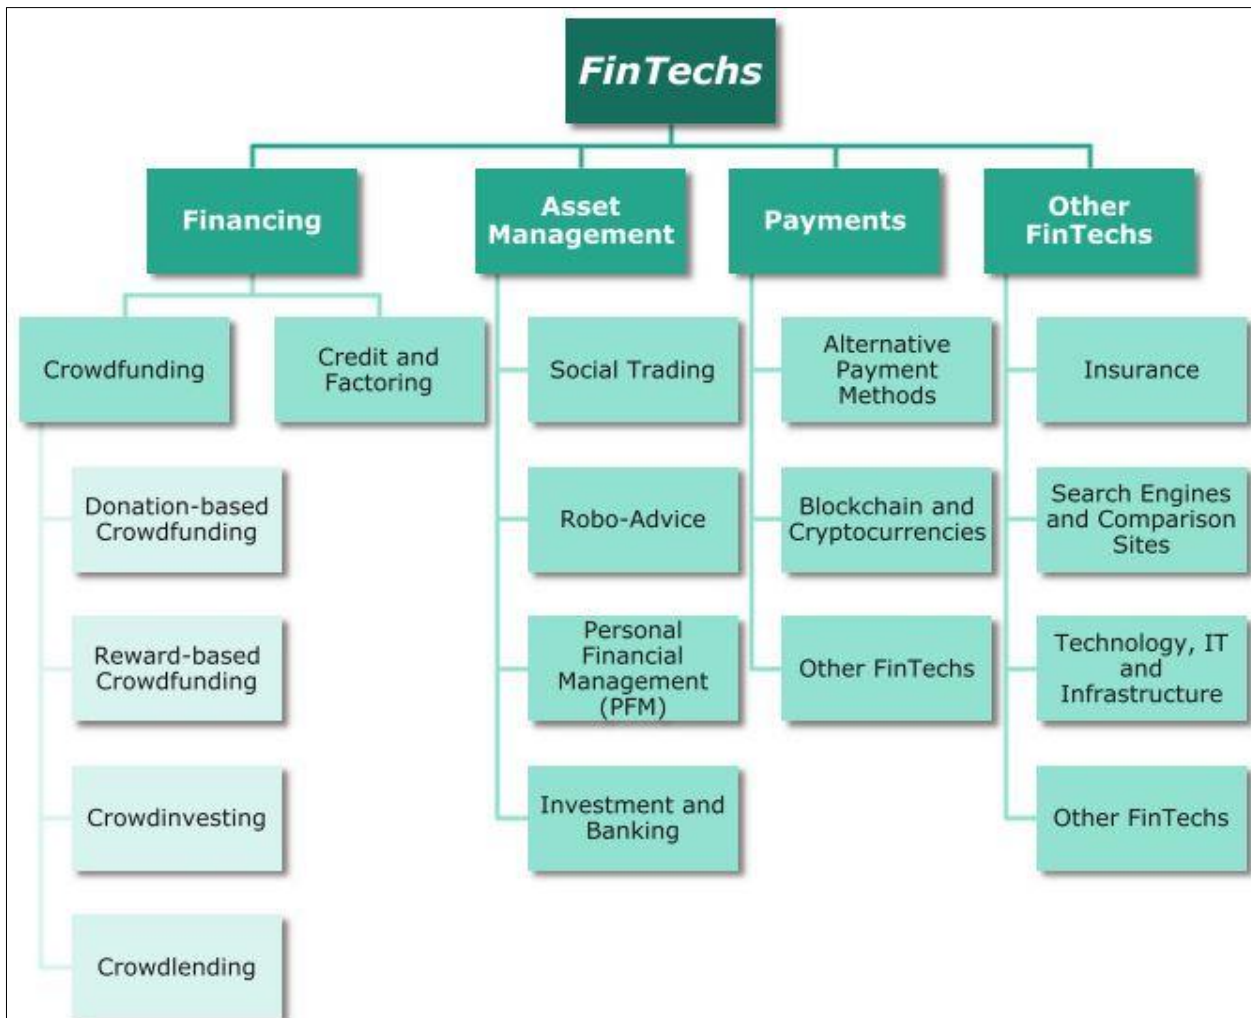 FinTechs
Financing
Asset
Management
Payments
Other
FinTechs
Crowdfunding
Credit and
Factoring
Social Trading
Alternative
Payment
Methods
Insurance
Donation-based
Crowdfunding
Robo-Advice
Blockchain and
Cryptocurrencies
Search Engines
and Comparison
Sites
Reward-based
Crowdfunding
Personal
Financial
Management
(PFM)
Other FinTechs
Technology, IT
and
Infrastructure
Crowdinvesting
Investment and
Banking
Other FinTechs
Crowdlending